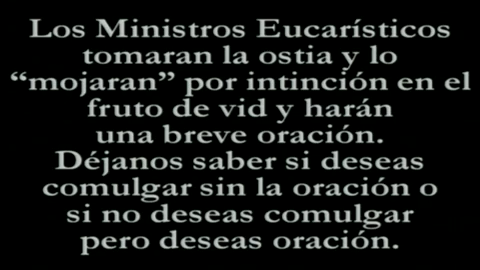 Los Ministros Eucarísticos
tomaran la ostia y lo
“mojaran” por intinción en el
fruto de vid y harán
una breve oración.
Déjanos saber si deseas
comulgar sin la oración o
si no deseas comulgar
pero deseas oración.